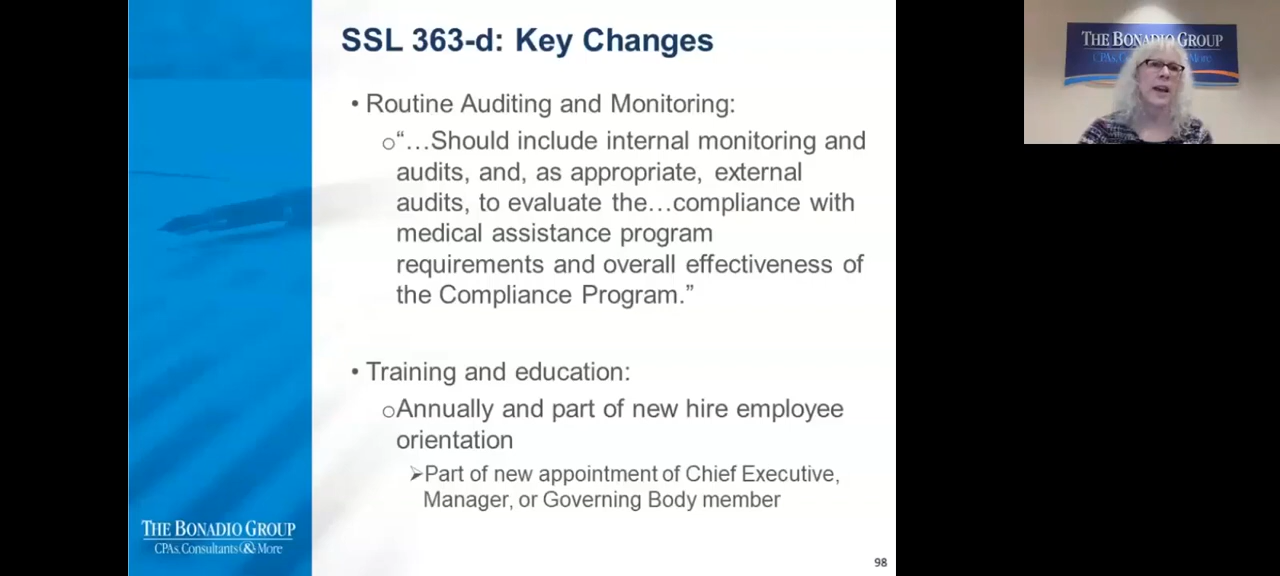 SSL 363-d: Key Changes
• Routine Auditing and Monitoring:
o“…Should include internal monitoring and
audits, and, as appropriate, external
audits, to evaluate the…compliance with
medical assistance program
requirements and overall effectiveness of
the Compliance Program.”
• Training and education:
oAnnually and part of new hire employee
orientation
➢Part of new appointment of Chief Executive,
Manager, or Governing Body member
THE BONADIO GROUP
CPAs, Consultants & More
98
THE BONADIO GROUP
More